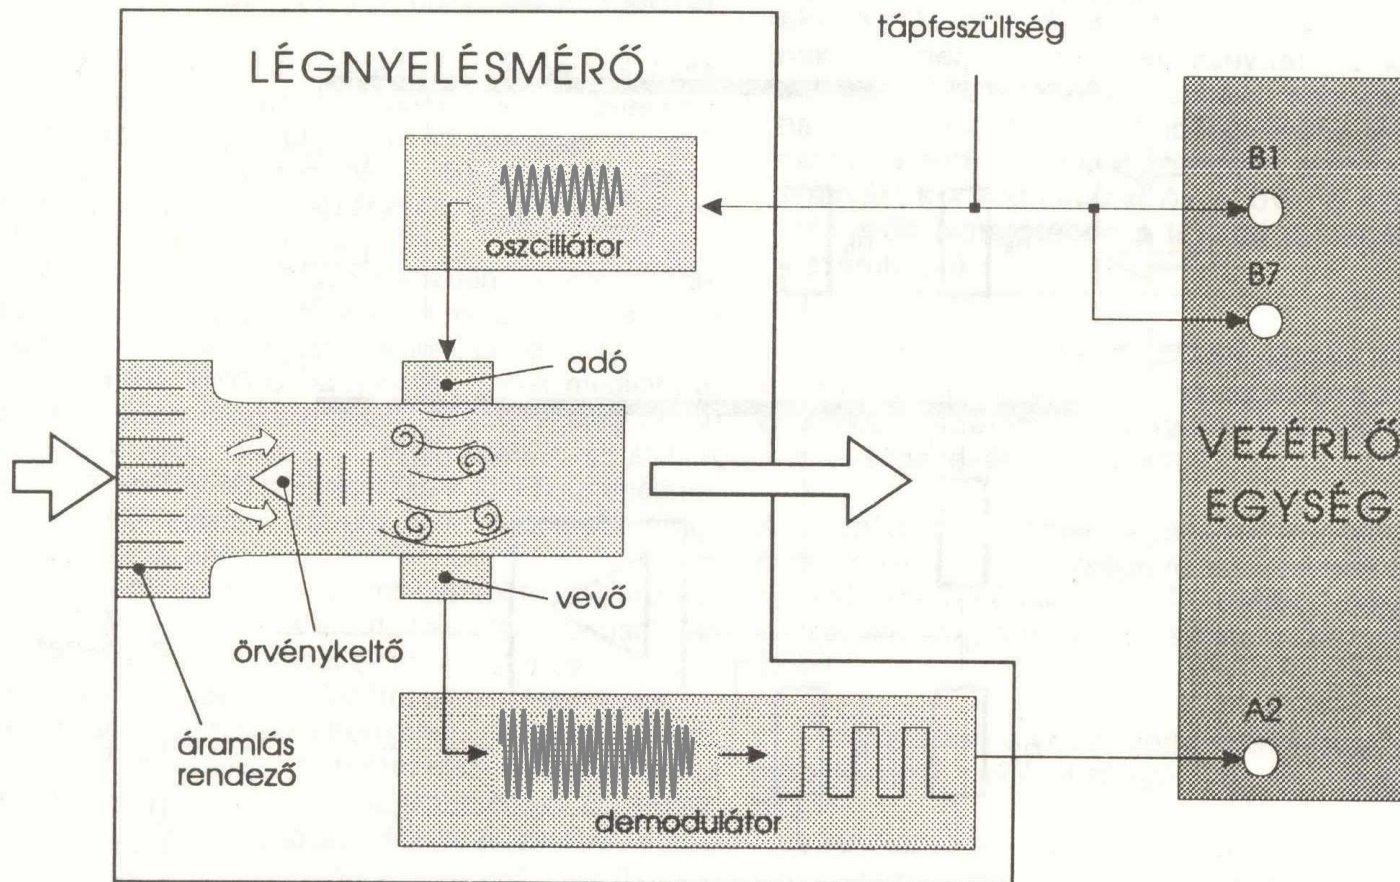 tápfeszültség
LÉGNYELÉSMÉRŐ
B1
oszcillátor
B7
adó
VEZÉRLŐ
EGYSÉG
vevő
örvénykeltő
A2
áramlás
rendező
demodulátor